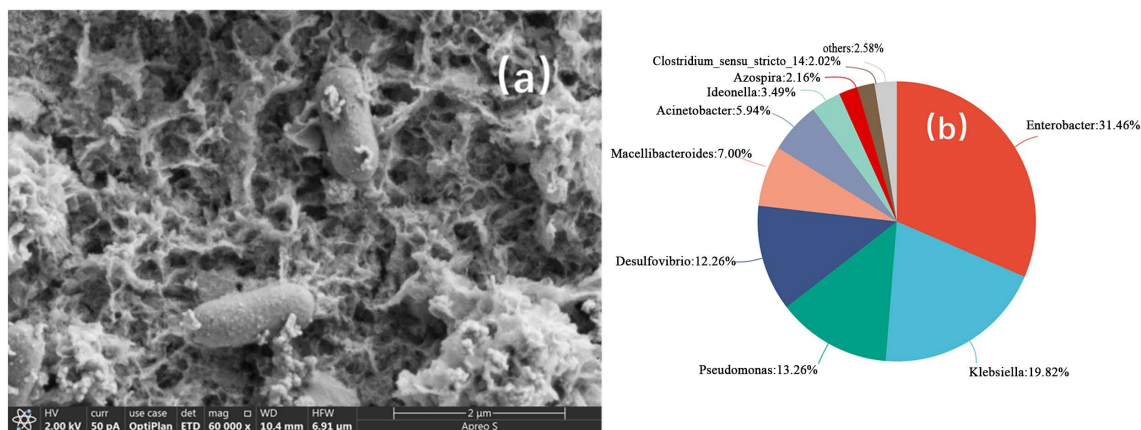 (a)
HV curr use case det mag □ WD HFW
2.00 kV 50 pA OptiPlan ETD 60 000 x 10.4 mm 6.91 µm
2 µm
Apreo S
(b)
others:2.58%
Clostridium_sensu_stricto_14:2.02%
Azospira:2.16%
Ideonella:3.49%
Acinetobacter:5.94%
Macellibacteroides:7.00%
Desulfovibrio:12.26%
Pseudomonas:13.26%
Klebsiella:19.82%
Enterobacter:31.46%